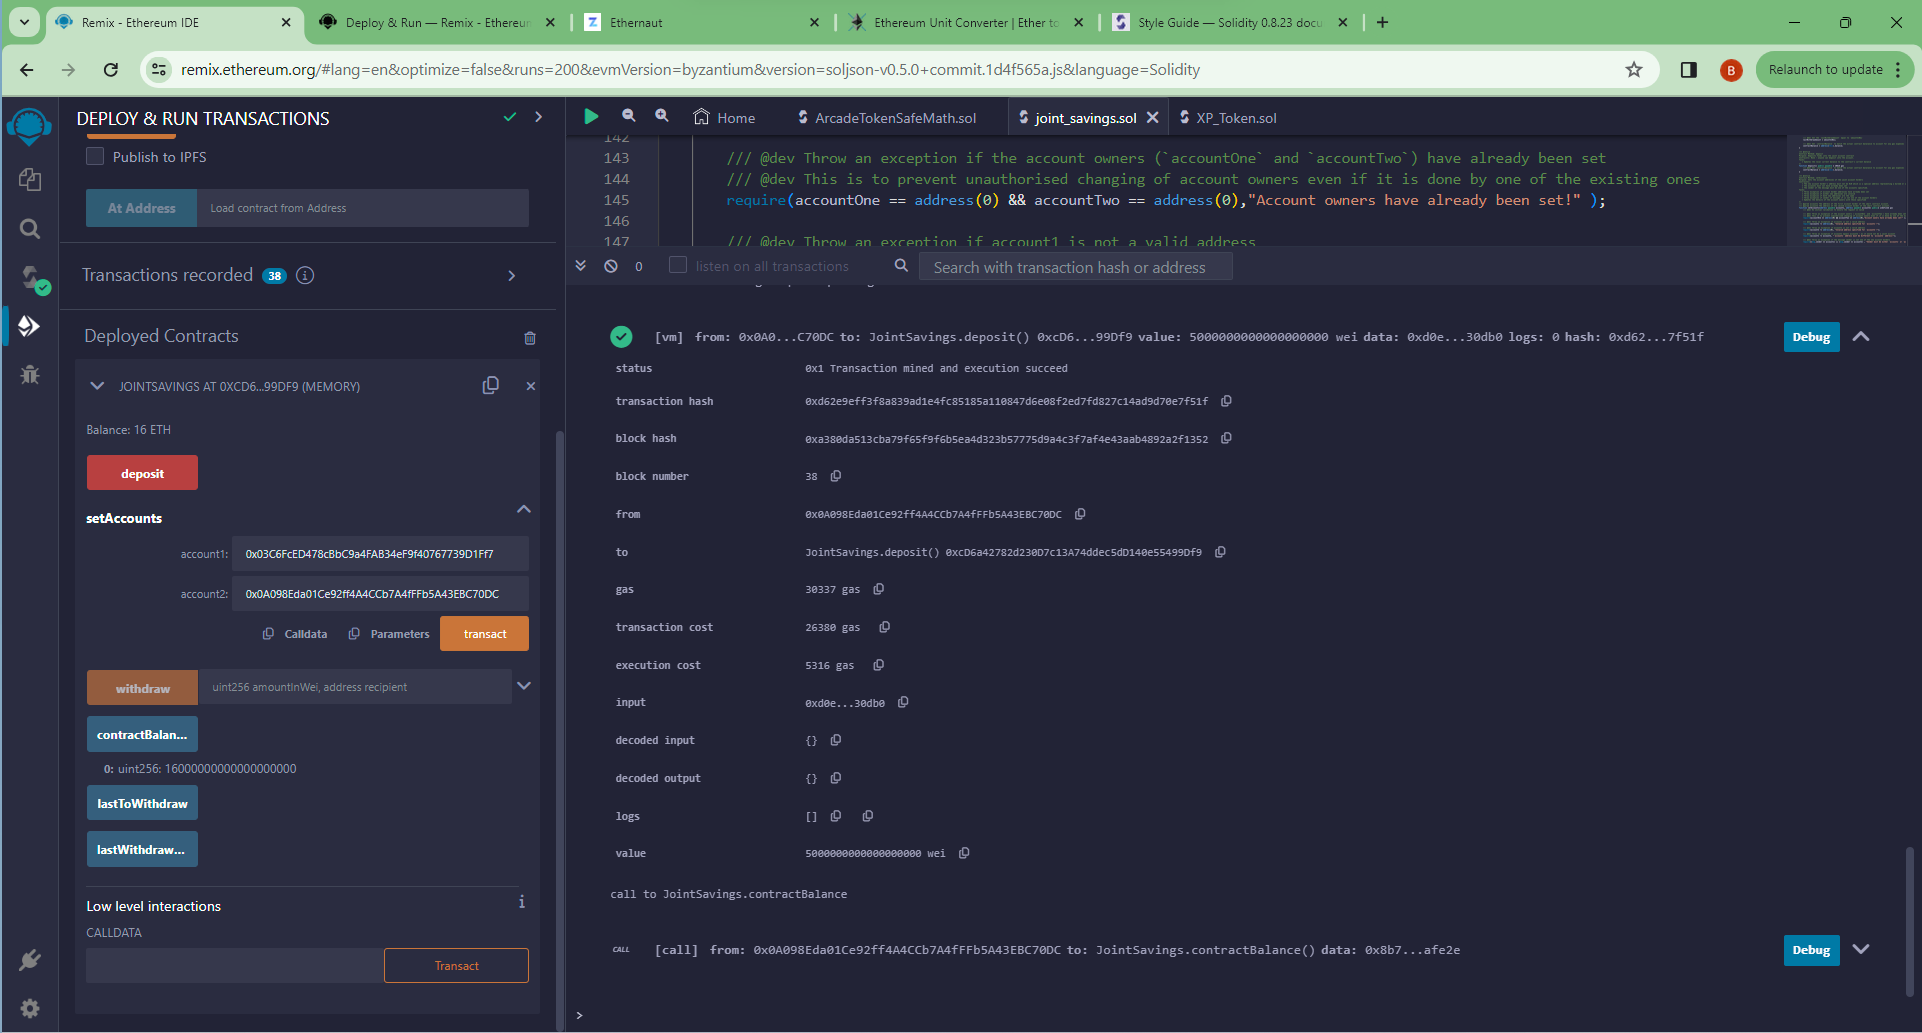 Remix - Ethereum IDE
Deploy & Run — Remix - Ethereun
Ethernaut
Ethereum Unit Converter | Ether to
Style Guide — Solidity 0.8.23 docu
remix.ethereum.org/#lang=en&optimize=false&runs=200&evmVersion=byzantium&version=soljson-v0.5.0+commit.1d4f565a.js&language=Solidity
B
Relaunch to update
DEPLOY & RUN TRANSACTIONS
Publish to IPFS
At Address
Load contract from Address
Transactions recorded 38
Deployed Contracts
JOINTSAVINGS AT 0XCD6...99DF9 (MEMORY)
Balance: 16 ETH
deposit
setAccounts
account1: 0x03C6FcED478cBbC9a4FAB34eF9f40767739D1Ff7
account2: 0x0A098Eda01Ce92ff4A4CCb7A4fFFb5A43EBC70DC
Calldata
Parameters
transact
withdraw
uint256 amountInWei, address recipient
contractBalan...
0: uint256: 16000000000000000000
lastToWithdraw
lastWithdraw...
Low level interactions
CALLDATA
Transact
Home
ArcadeTokenSafeMath.sol
joint_savings.sol
XP_Token.sol
142
143 /// @dev Throw an exception if the account owners (`accountOne` and `accountTwo`) have already been set
144 /// @dev This is to prevent unauthorised changing of account owners even if it is done by one of the existing ones
145 require(accountOne == address(0) && accountTwo == address(0),"Account owners have already been set!" );
146
147 /// @dev Throw an exception if account1 is not a valid address
0
listen on all transactions
Search with transaction hash or address
[vm] from: 0x0A0...C70DC to: JointSavings.deposit() 0xcD6...99Df9 value: 5000000000000000000 wei data: 0xd0e...30db0 logs: 0 hash: 0xd62...7f51f
Debug
status 0x1 Transaction mined and execution succeed
transaction hash 0xd62e9eff3f8a839ad1e4fc85185a110847d6e08f2ed7fd827c14ad9d70e7f51f
block hash 0xa380da513cba79f65f9f6b5ea4d323b57775d9a4c3f7af4e43aab4892a2f1352
block number 38
from 0x0A098Eda01Ce92ff4A4CCb7A4fFFb5A43EBC70DC
to JointSavings.deposit() 0xcD6a42782d230D7c13A74ddec5dD140e55499Df9
gas 30337 gas
transaction cost 26380 gas
execution cost 5316 gas
input 0xd0e...30db0
decoded input {}
decoded output {}
logs []
value 5000000000000000000 wei
call to JointSavings.contractBalance
CALL [call] from: 0x0A098Eda01Ce92ff4A4CCb7A4fFFb5A43EBC70DC to: JointSavings.contractBalance() data: 0x8b7...afe2e
Debug
>